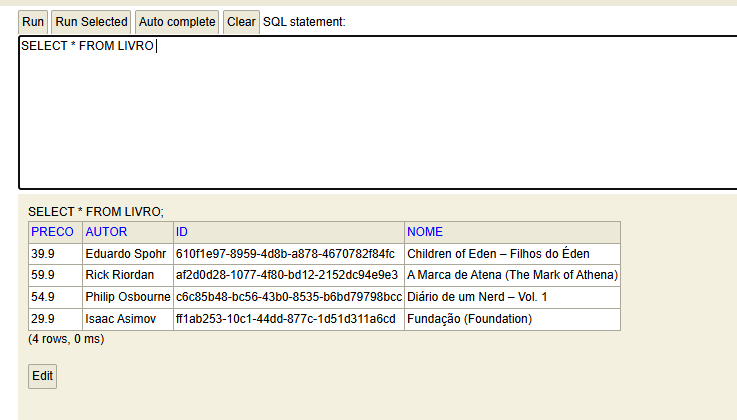 Run Run Selected Auto complete Clear SQL statement:
SELECT * FROM LIVRO
SELECT * FROM LIVRO;
PRECO AUTOR ID NOME
39.9 Eduardo Spohr 610f1e97-8959-4d8b-a878-4670782f84fc Children of Eden – Filhos do Éden
59.9 Rick Riordan af2d0d28-1077-4f80-bd12-2152dc94e9e3 A Marca de Atena (The Mark of Athena)
54.9 Philip Osbourne c6c85b48-bc56-43b0-8535-b6bd79798bcc Diário de um Nerd – Vol. 1
29.9 Isaac Asimov ff1ab253-10c1-44dd-877c-1d51d311a6cd Fundação (Foundation)
(4 rows, 0 ms)
Edit